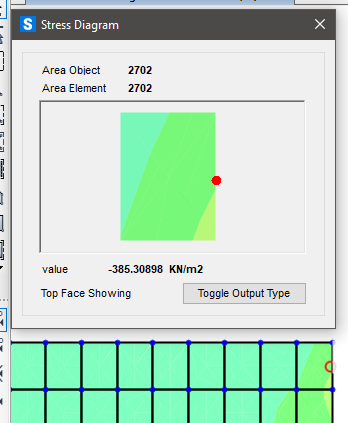 S Stress Diagram
Area Object 2702
Area Element 2702
value -385.30898 KN/m2
Top Face Showing Toggle Output Type